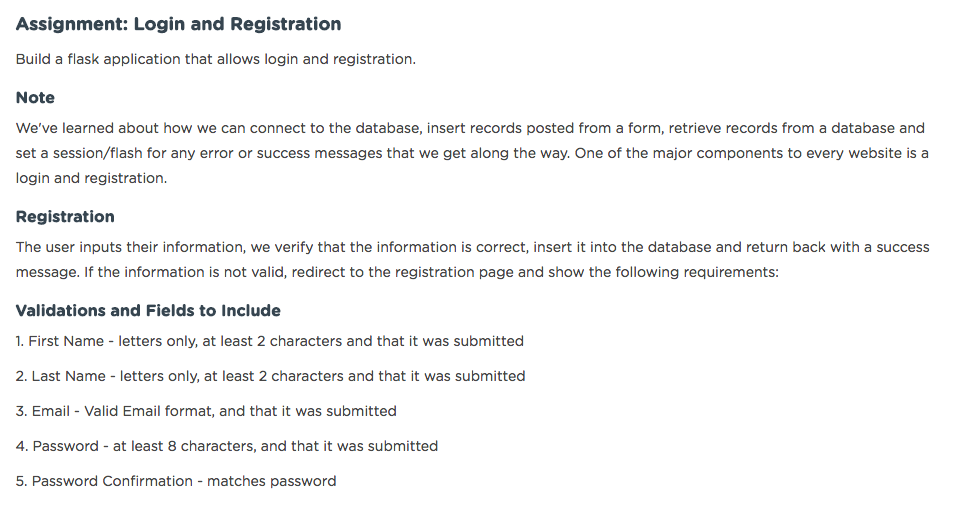 Assignment: Login and Registration
Build a flask application that allows login and registration.
Note
We've learned about how we can connect to the database, insert records posted from a form, retrieve records from a database and
set a session/flash for any error or success messages that we get along the way. One of the major components to every website is a
login and registration.
Registration
The user inputs their information, we verify that the information is correct, insert it into the database and return back with a success
message. If the information is not valid, redirect to the registration page and show the following requirements:
Validations and Fields to Include
1. First Name - letters only, at least 2 characters and that it was submitted
2. Last Name - letters only, at least 2 characters and that it was submitted
3. Email - Valid Email format, and that it was submitted
4. Password - at least 8 characters, and that it was submitted
5. Password Confirmation - matches password